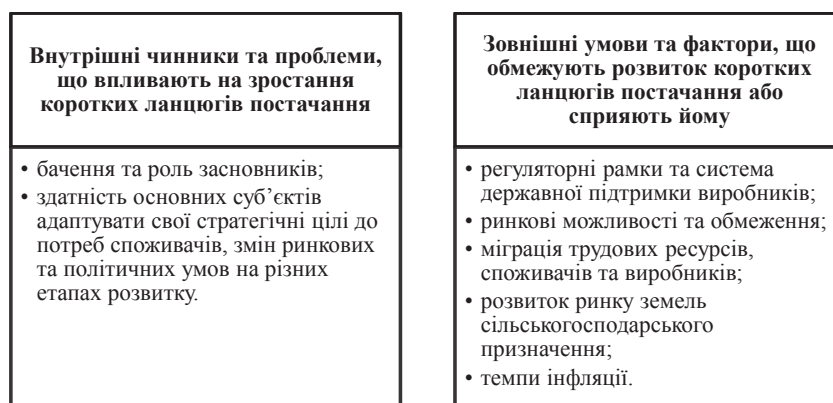 Внутрішні чинники та проблеми,
що впливають на зростання
коротких ланцюгів постачання
• бачення та роль засновників;
• здатність основних суб’єктів
адаптувати свої стратегічні цілі до
потреб споживачів, змін ринкових
та політичних умов на різних
етапах розвитку.
Зовнішні умови та фактори, що
обмежують розвиток коротких
ланцюгів постачання або
сприяють йому
• регуляторні рамки та система
державної підтримки виробників;
• ринкові можливості та обмеження;
• міграція трудових ресурсів,
споживачів та виробників;
• розвиток ринку земель
сільськогосподарського
призначення;
• темпи інфляції.